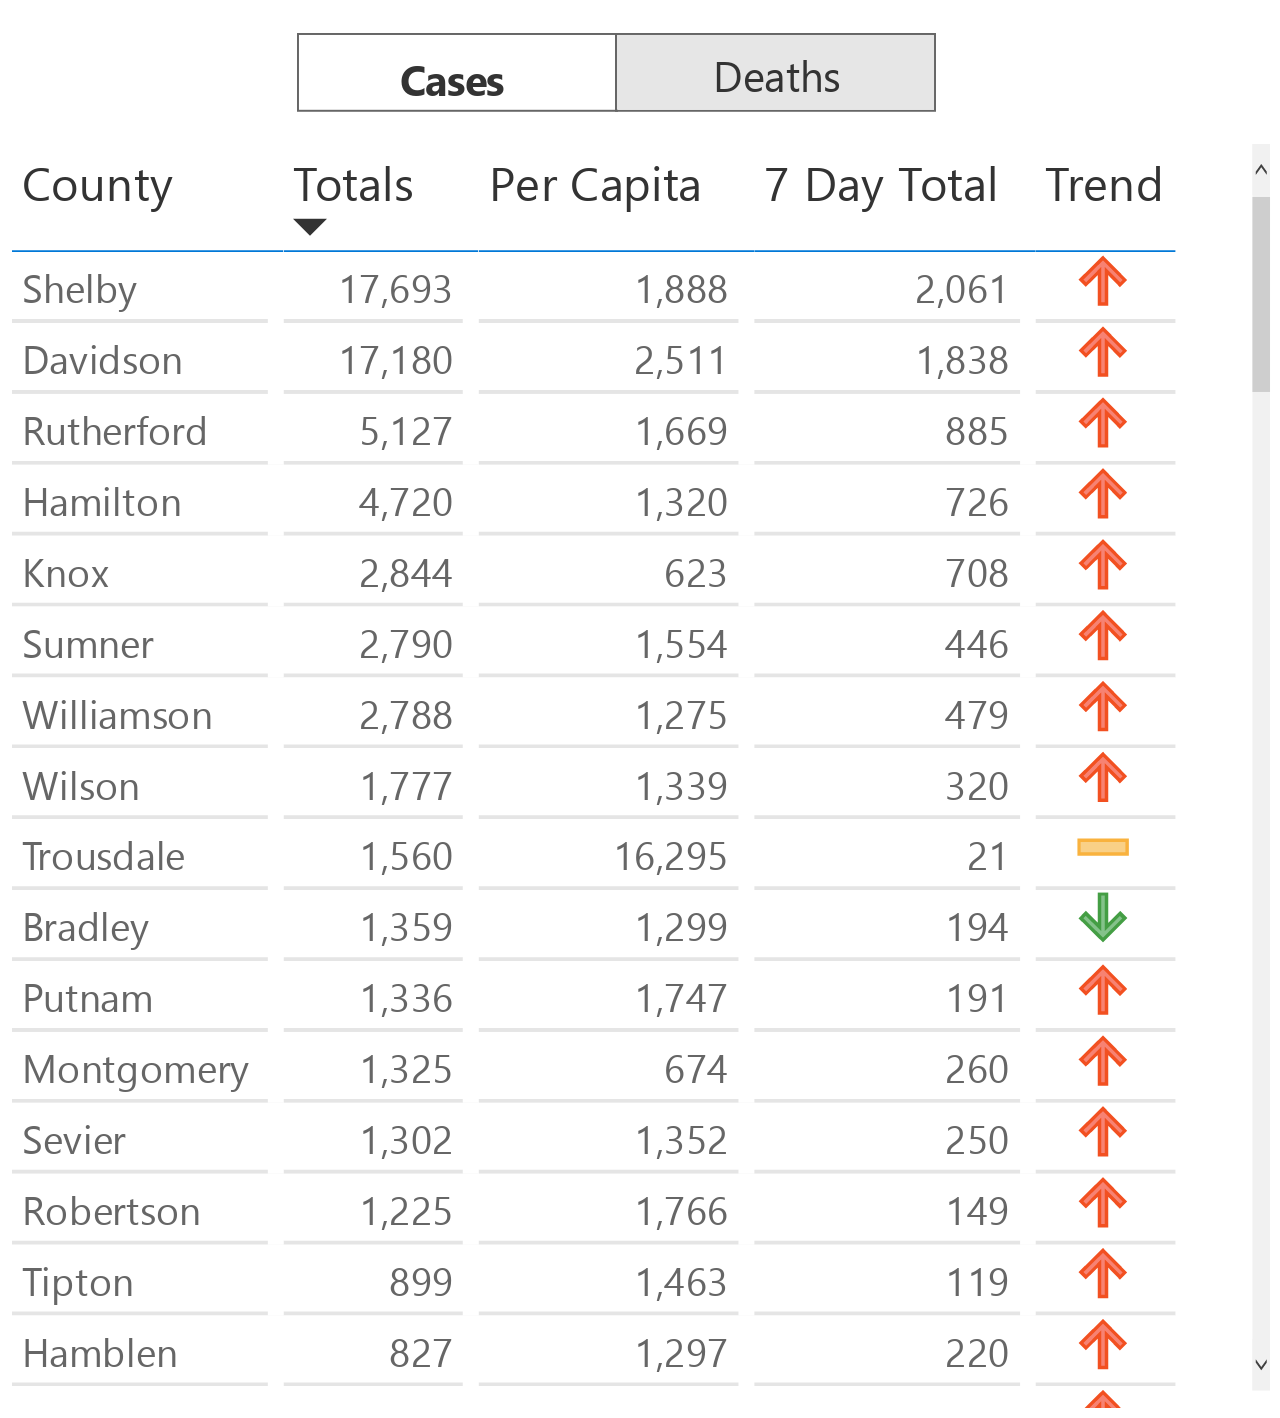 Cases Deaths
County Totals Per Capita 7 Day Total Trend
Shelby 17,693 1,888 2,061
Davidson 17,180 2,511 1,838
Rutherford 5,127 1,669 885
Hamilton 4,720 1,320 726
Knox 2,844 623 708
Sumner 2,790 1,554 446
Williamson 2,788 1,275 479
Wilson 1,777 1,339 320
Trousdale 1,560 16,295 21
Bradley 1,359 1,299 194
Putnam 1,336 1,747 191
Montgomery 1,325 674 260
Sevier 1,302 1,352 250
Robertson 1,225 1,766 149
Tipton 899 1,463 119
Hamblen 827 1,297 220